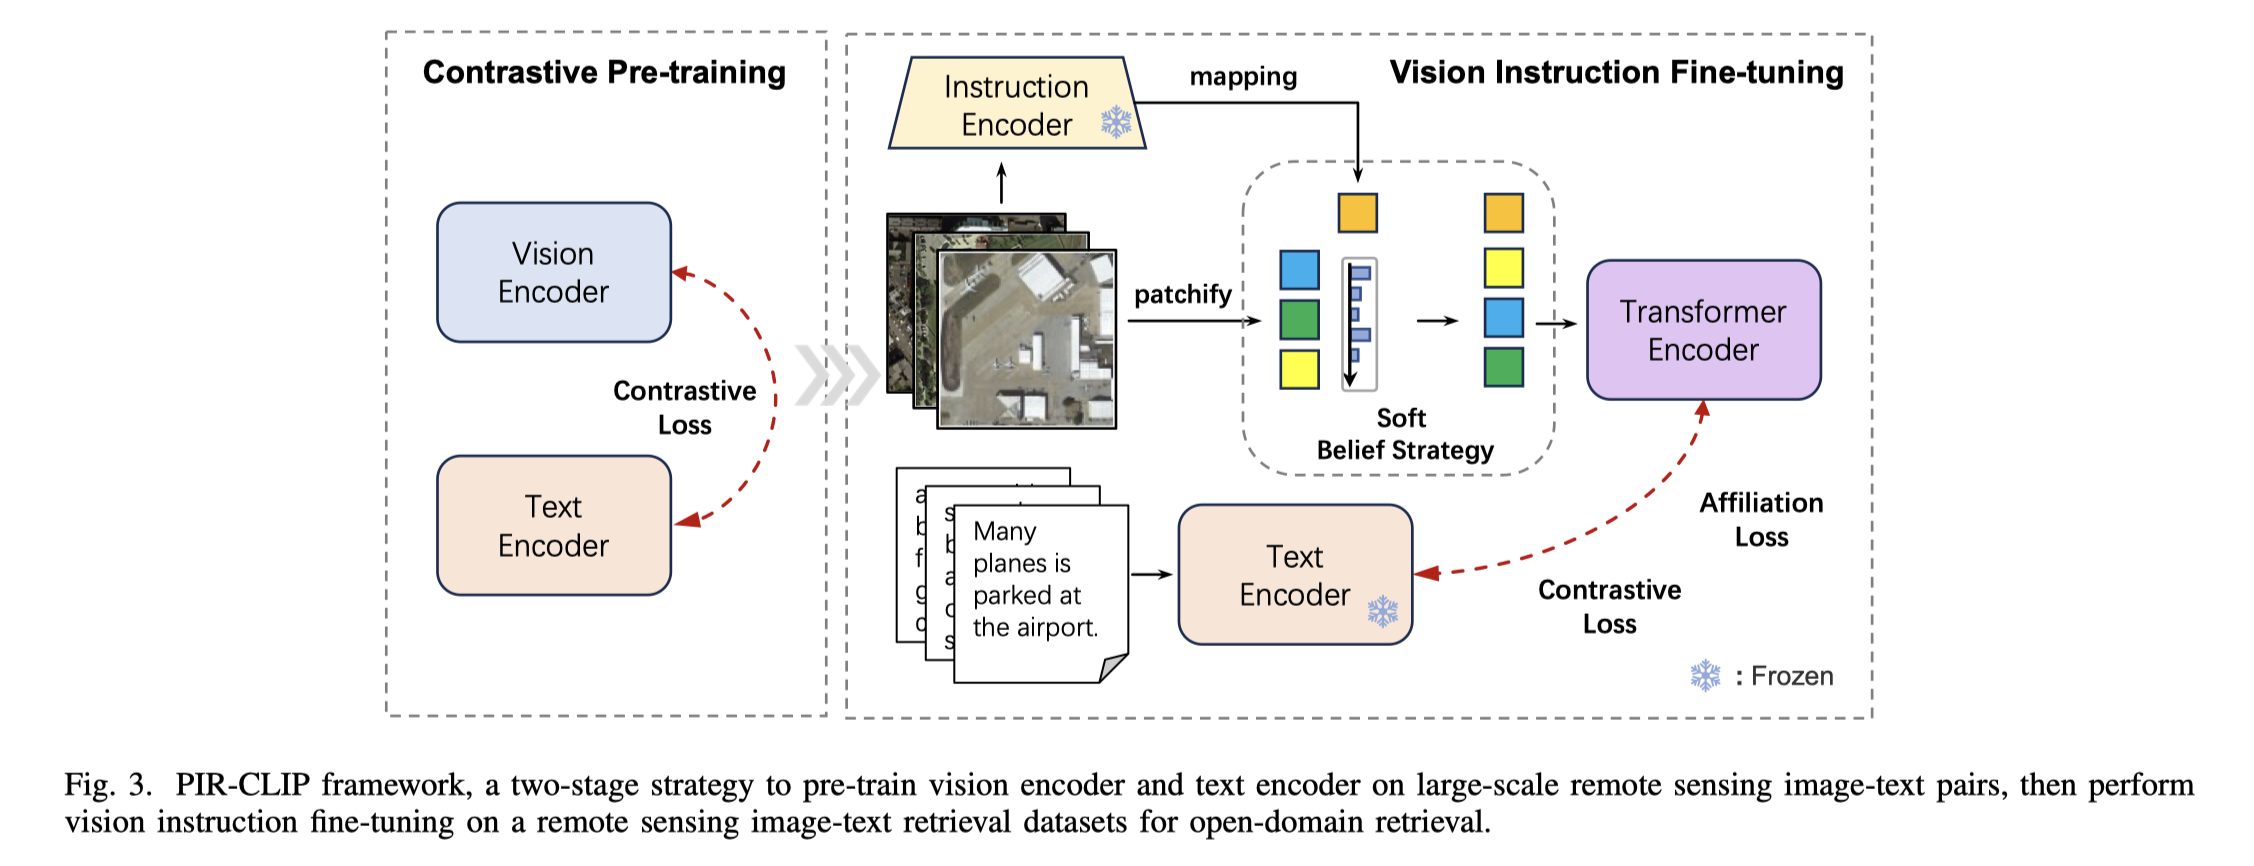 Contrastive Pre-training
Vision
Encoder
Contrastive
Loss
Text
Encoder
Vision Instruction Fine-tuning
Instruction
Encoder
mapping
patchify
Soft
Belief Strategy
Transformer
Encoder
a
b
f
g
c
s
b
a
c
s
Many
planes is
parked at
the airport.
Text
Encoder
Affiliation
Loss
Contrastive
Loss
: Frozen
Fig. 3. PIR-CLIP framework, a two-stage strategy to pre-train vision encoder and text encoder on large-scale remote sensing image-text pairs, then perform
vision instruction fine-tuning on a remote sensing image-text retrieval datasets for open-domain retrieval.